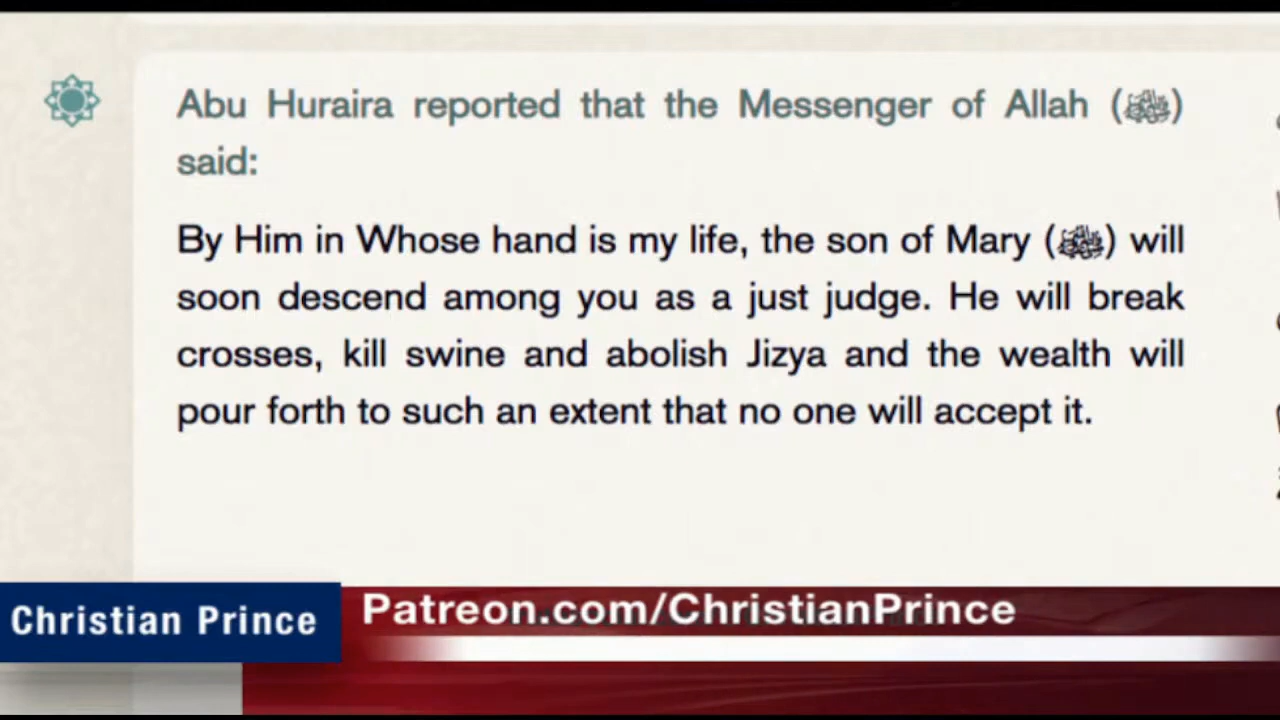 Abu Huraira reported that the Messenger of Allah (ﷺ)
said:
By Him in Whose hand is my life, the son of Mary (ﷺ) will
soon descend among you as a just judge. He will break
crosses, kill swine and abolish Jizya and the wealth will
pour forth to such an extent that no one will accept it.
Christian Prince
Patreon.com/ChristianPrince